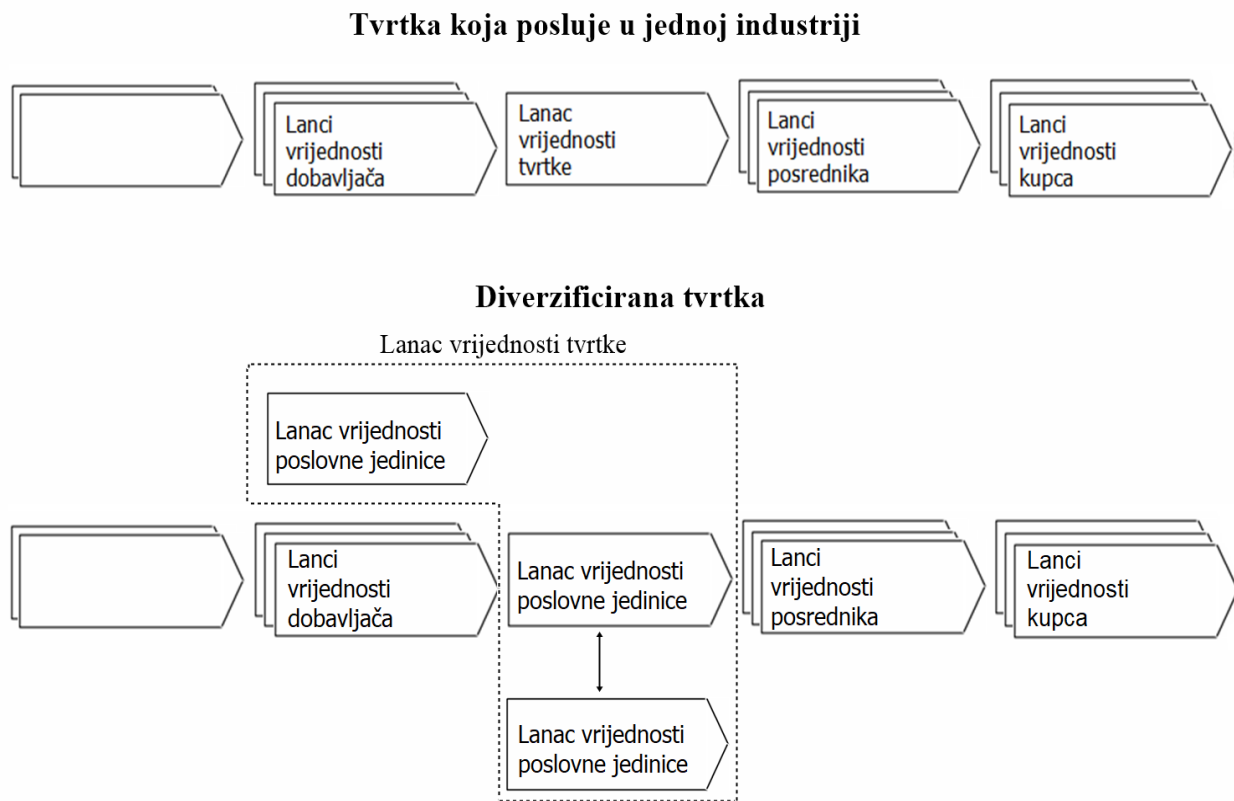 Tvrtka koja posluje u jednoj industriji
Lanci
vrijednosti
dobavljača
Lanac
vrijednosti
tvrtke
Lanci
vrijednosti
posrednika
Lanci
vrijednosti
kupca
Diverzificirana tvrtka
Lanac vrijednosti tvrtke
Lanac vrijednosti
poslovne jedinice
Lanci
vrijednosti
dobavljača
Lanac vrijednosti
poslovne jedinice
Lanci
vrijednosti
posrednika
Lanci
vrijednosti
kupca
Lanac vrijednosti
poslovne jedinice